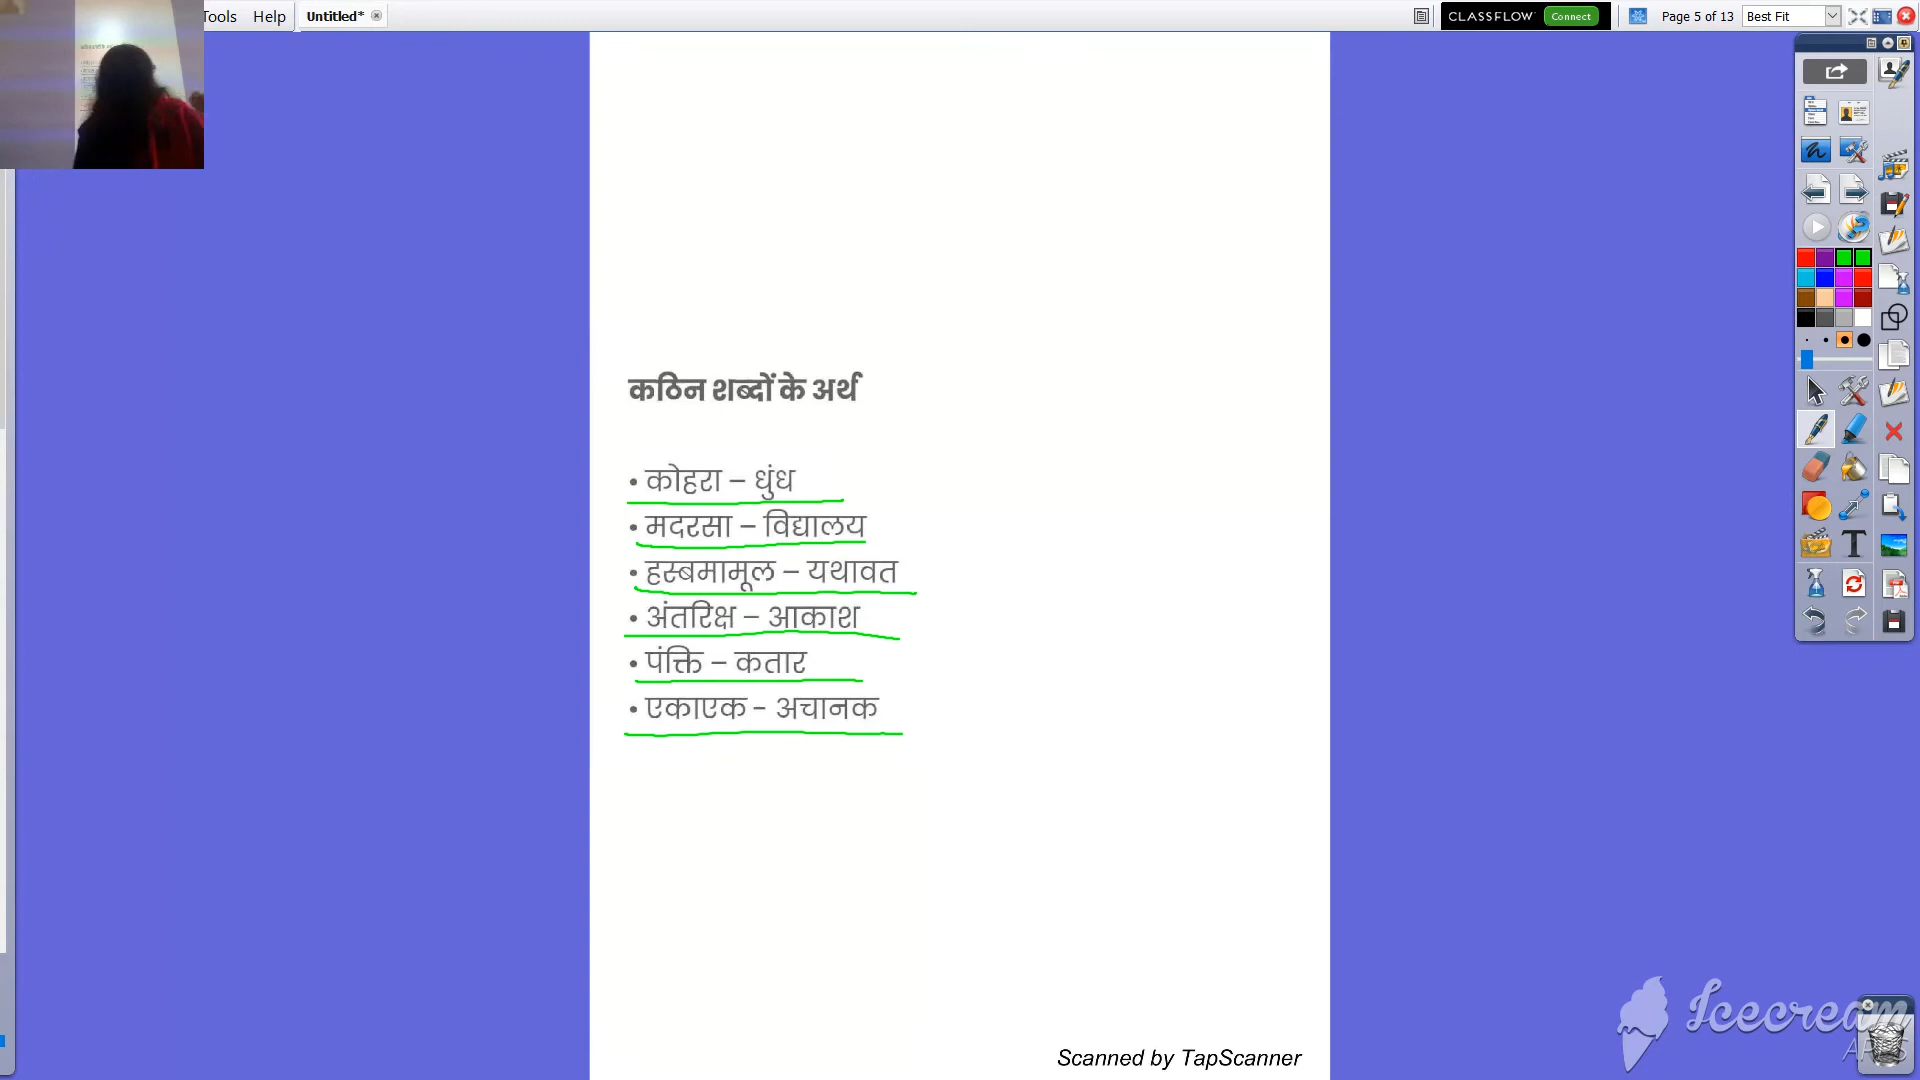 Tools Help Untitled* CLASSFLOW Connect Page 5 of 13 Best Fit
कठिन शब्दों के अर्थ
• कोहरा – धुंध
• मदरसा – विद्यालय
• हस्बमामूल – यथावत
• अंतरिक्ष – आकाश
• पंक्ति – कतार
• एकाएक - अचानक
Icecream
APPS
Scanned by TapScanner